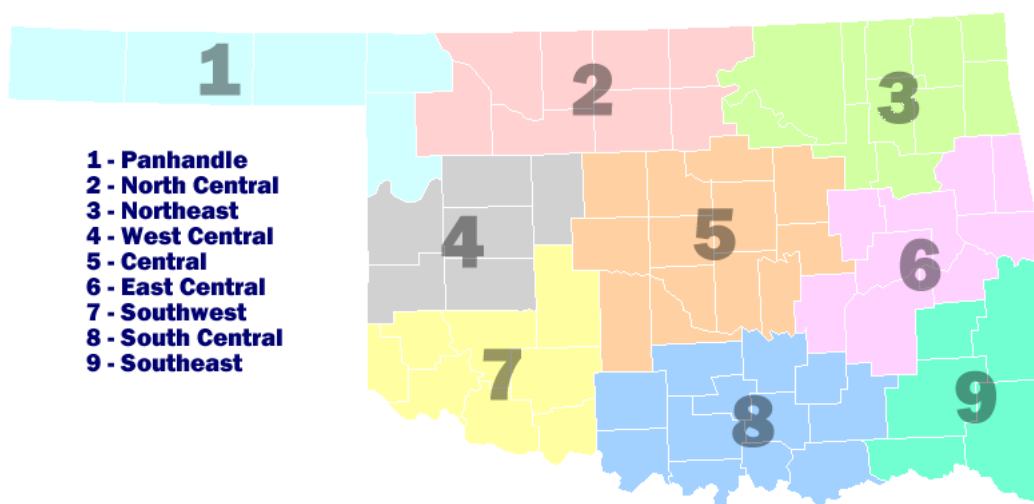 1
2
3
1 - Panhandle
2 - North Central
3 - Northeast
4 - West Central
5 - Central
6 - East Central
7 - Southwest
8 - South Central
9 - Southeast
4
5
6
7
8
9